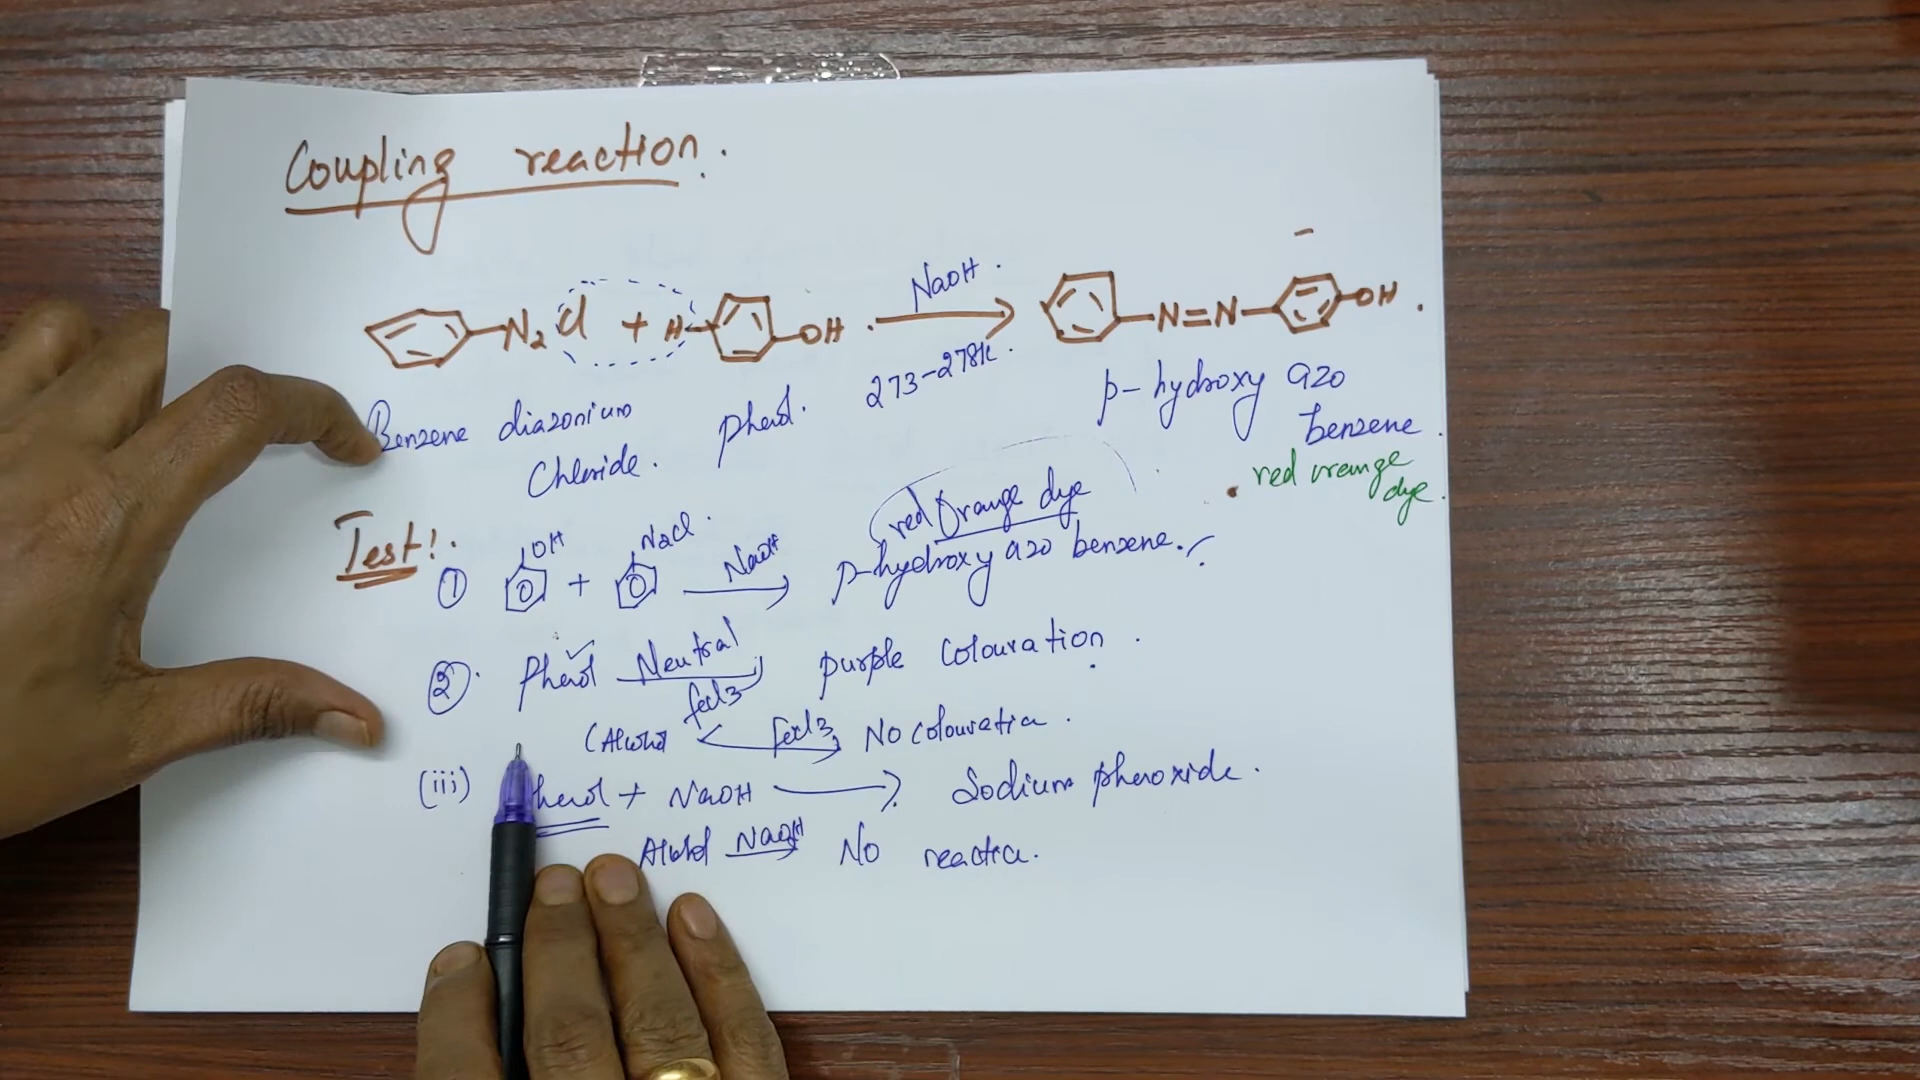 Coupling reaction.
N2Cl + H- -OH . NaOH . 273-278K . -N=N- -OH .
Benzene diazonium Chloride . phenol . p-hydroxy azo benzene .
red orange dye .
Test! .
① OH + N2Cl . NaOH red Orange dye p-hydroxy azo benzene .
② . Phenol Neutral fecl3 purple colouration .
(Alcohol fecl3 No colouration .
(iii) Phenol + NaOH Sodium phenoxide .
Alcohol NaOH No reaction .